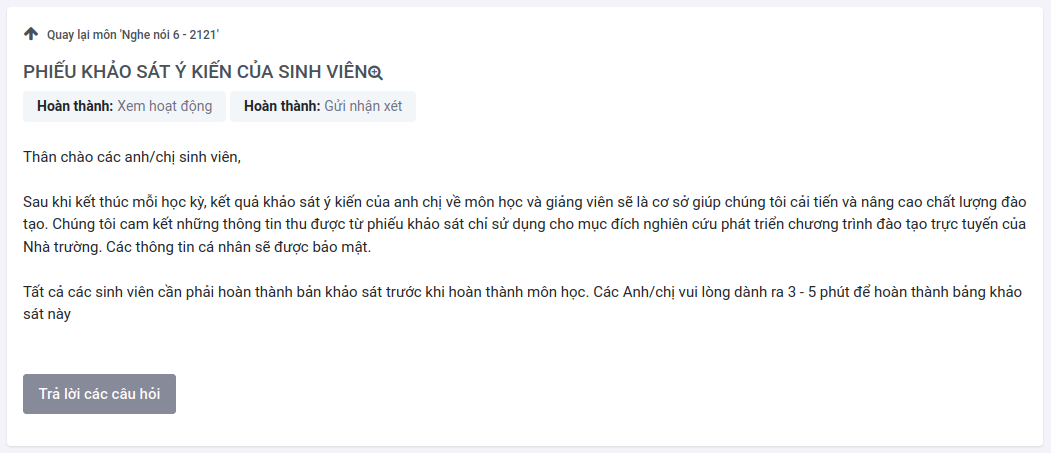 Quay lại môn 'Nghe nói 6 - 2121'
PHIẾU KHẢO SÁT Ý KIẾN CỦA SINH VIÊN
Hoàn thành: Xem hoạt động Hoàn thành: Gửi nhận xét
Thân chào các anh/chị sinh viên,
Sau khi kết thúc mỗi học kỳ, kết quả khảo sát ý kiến của anh chị về môn học và giảng viên sẽ là cơ sở giúp chúng tôi cải tiến và nâng cao chất lượng đào
tạo. Chúng tôi cam kết những thông tin thu được từ phiếu khảo sát chỉ sử dụng cho mục đích nghiên cứu phát triển chương trình đào tạo trực tuyến của
Nhà trường. Các thông tin cá nhân sẽ được bảo mật.
Tất cả các sinh viên cần phải hoàn thành bản khảo sát trước khi hoàn thành môn học. Các Anh/chị vui lòng dành ra 3 - 5 phút để hoàn thành bảng khảo
sát này
Trả lời các câu hỏi